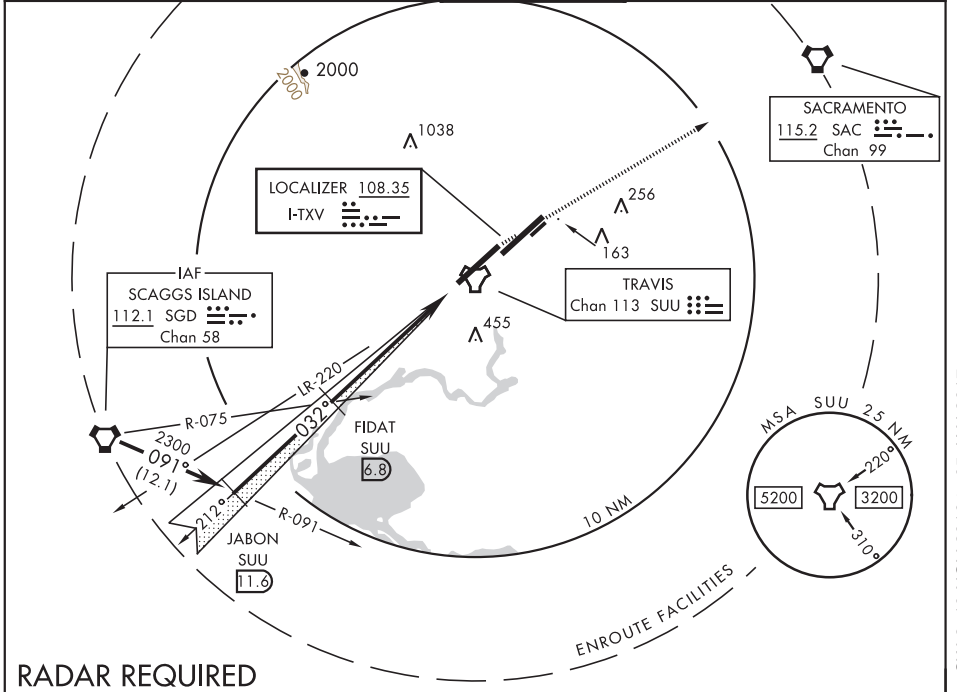 2000
2000
1038
SACRAMENTO
115.2 SAC
Chan 99
LOCALIZER 108.35
I-TXV
256
163
IAF
SCAGGS ISLAND
112.1 SGD
Chan 58
TRAVIS
Chan 113 SUU
455
LR-220
R-075
2300
091°
(12.1)
032°
FIDAT
SUU
6.8
212°
R-091
JABON
SUU
11.6
10 NM
MSA SUU 25 NM
220°
5200
3200
310°
ENROUTE FACILITIES
RADAR REQUIRED